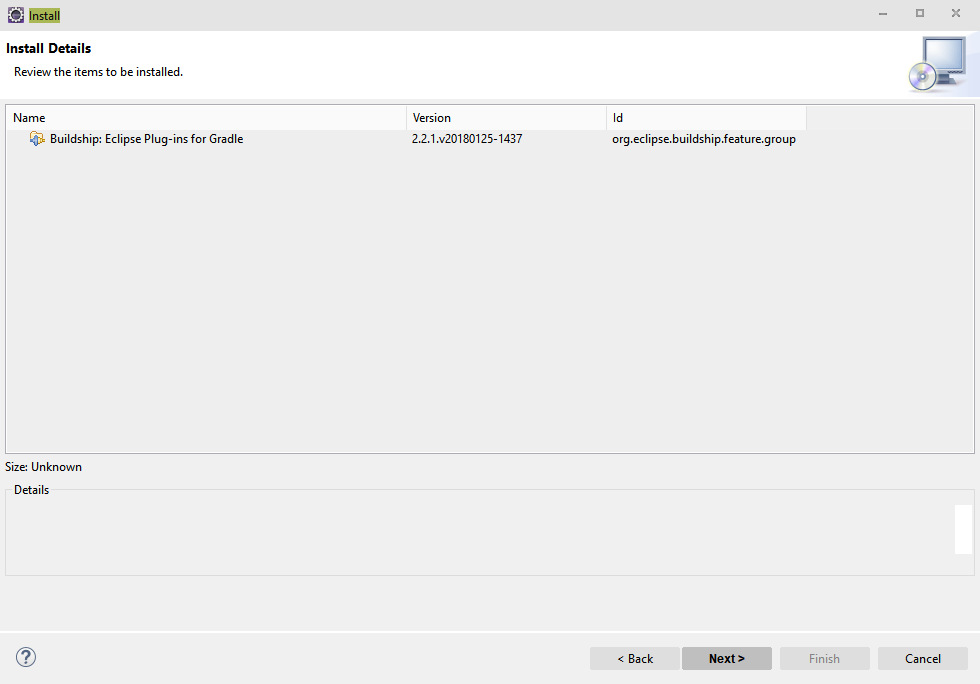 Install
Install Details
Review the items to be installed.
Name Version Id
Buildship: Eclipse Plug-ins for Gradle 2.2.1.v20180125-1437 org.eclipse.buildship.feature.group
Size: Unknown
Details
? < Back Next > Finish Cancel